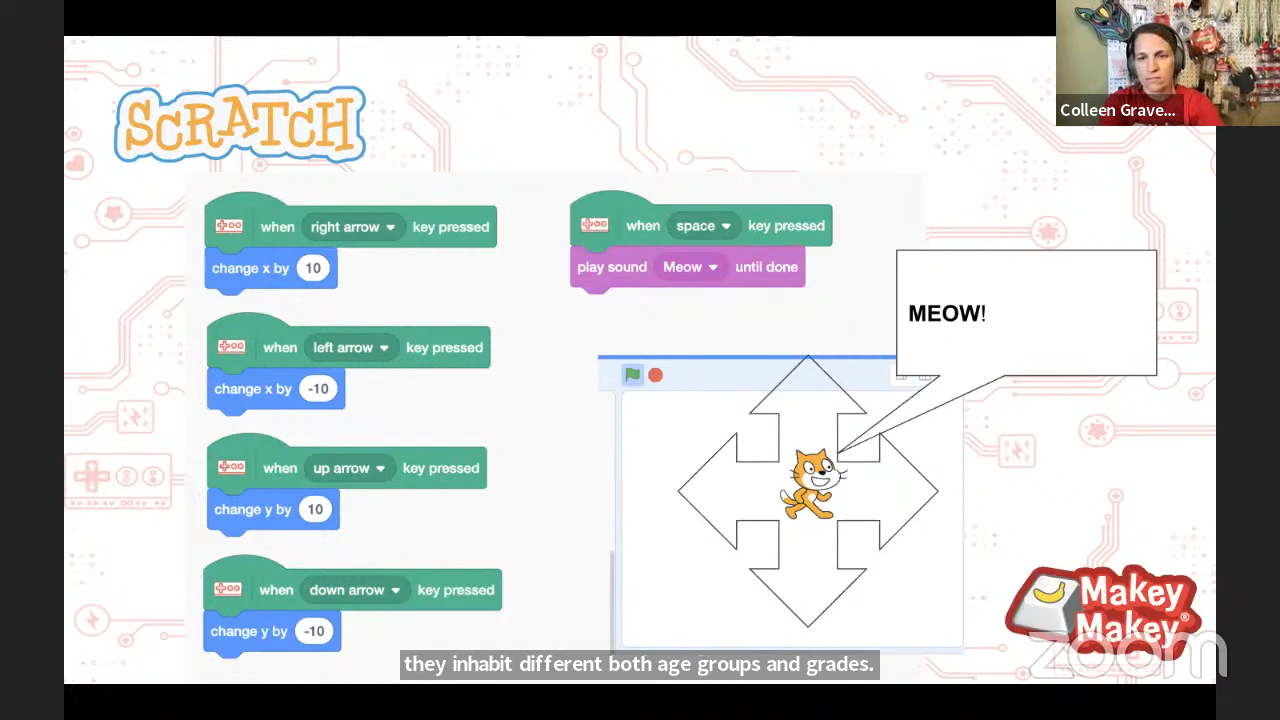 Colleen Grave...
SCRATCH
when right arrow key pressed
change x by 10
when left arrow key pressed
change x by -10
when up arrow key pressed
change y by 10
when down arrow key pressed
change y by -10
when space key pressed
play sound Meow until done
MEOW!
Makey
Makey®
zoom
they inhabit different both age groups and grades.